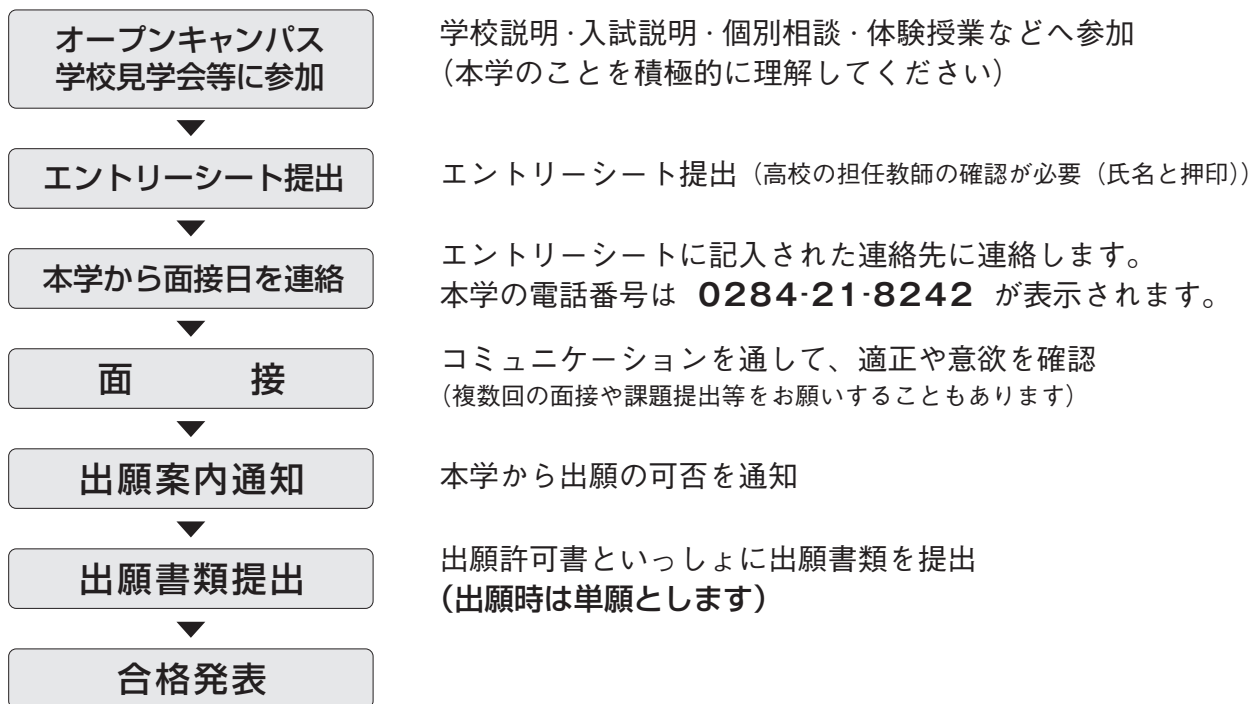 オープンキャンパス
学校見学会等に参加
学校説明・入試説明・個別相談・体験授業などへ参加
（本学のことを積極的に理解してください）
エントリーシート提出
エントリーシート提出（高校の担任教師の確認が必要（氏名と押印））
本学から面接日を連絡
エントリーシートに記入された連絡先に連絡します。
本学の電話番号は 0284-21-8242 が表示されます。
面　　接
コミュニケーションを通して、適正や意欲を確認
（複数回の面接や課題提出等をお願いすることもあります）
出願案内通知
本学から出願の可否を通知
出願書類提出
出願許可書といっしょに出願書類を提出
（出願時は単願とします）
合格発表